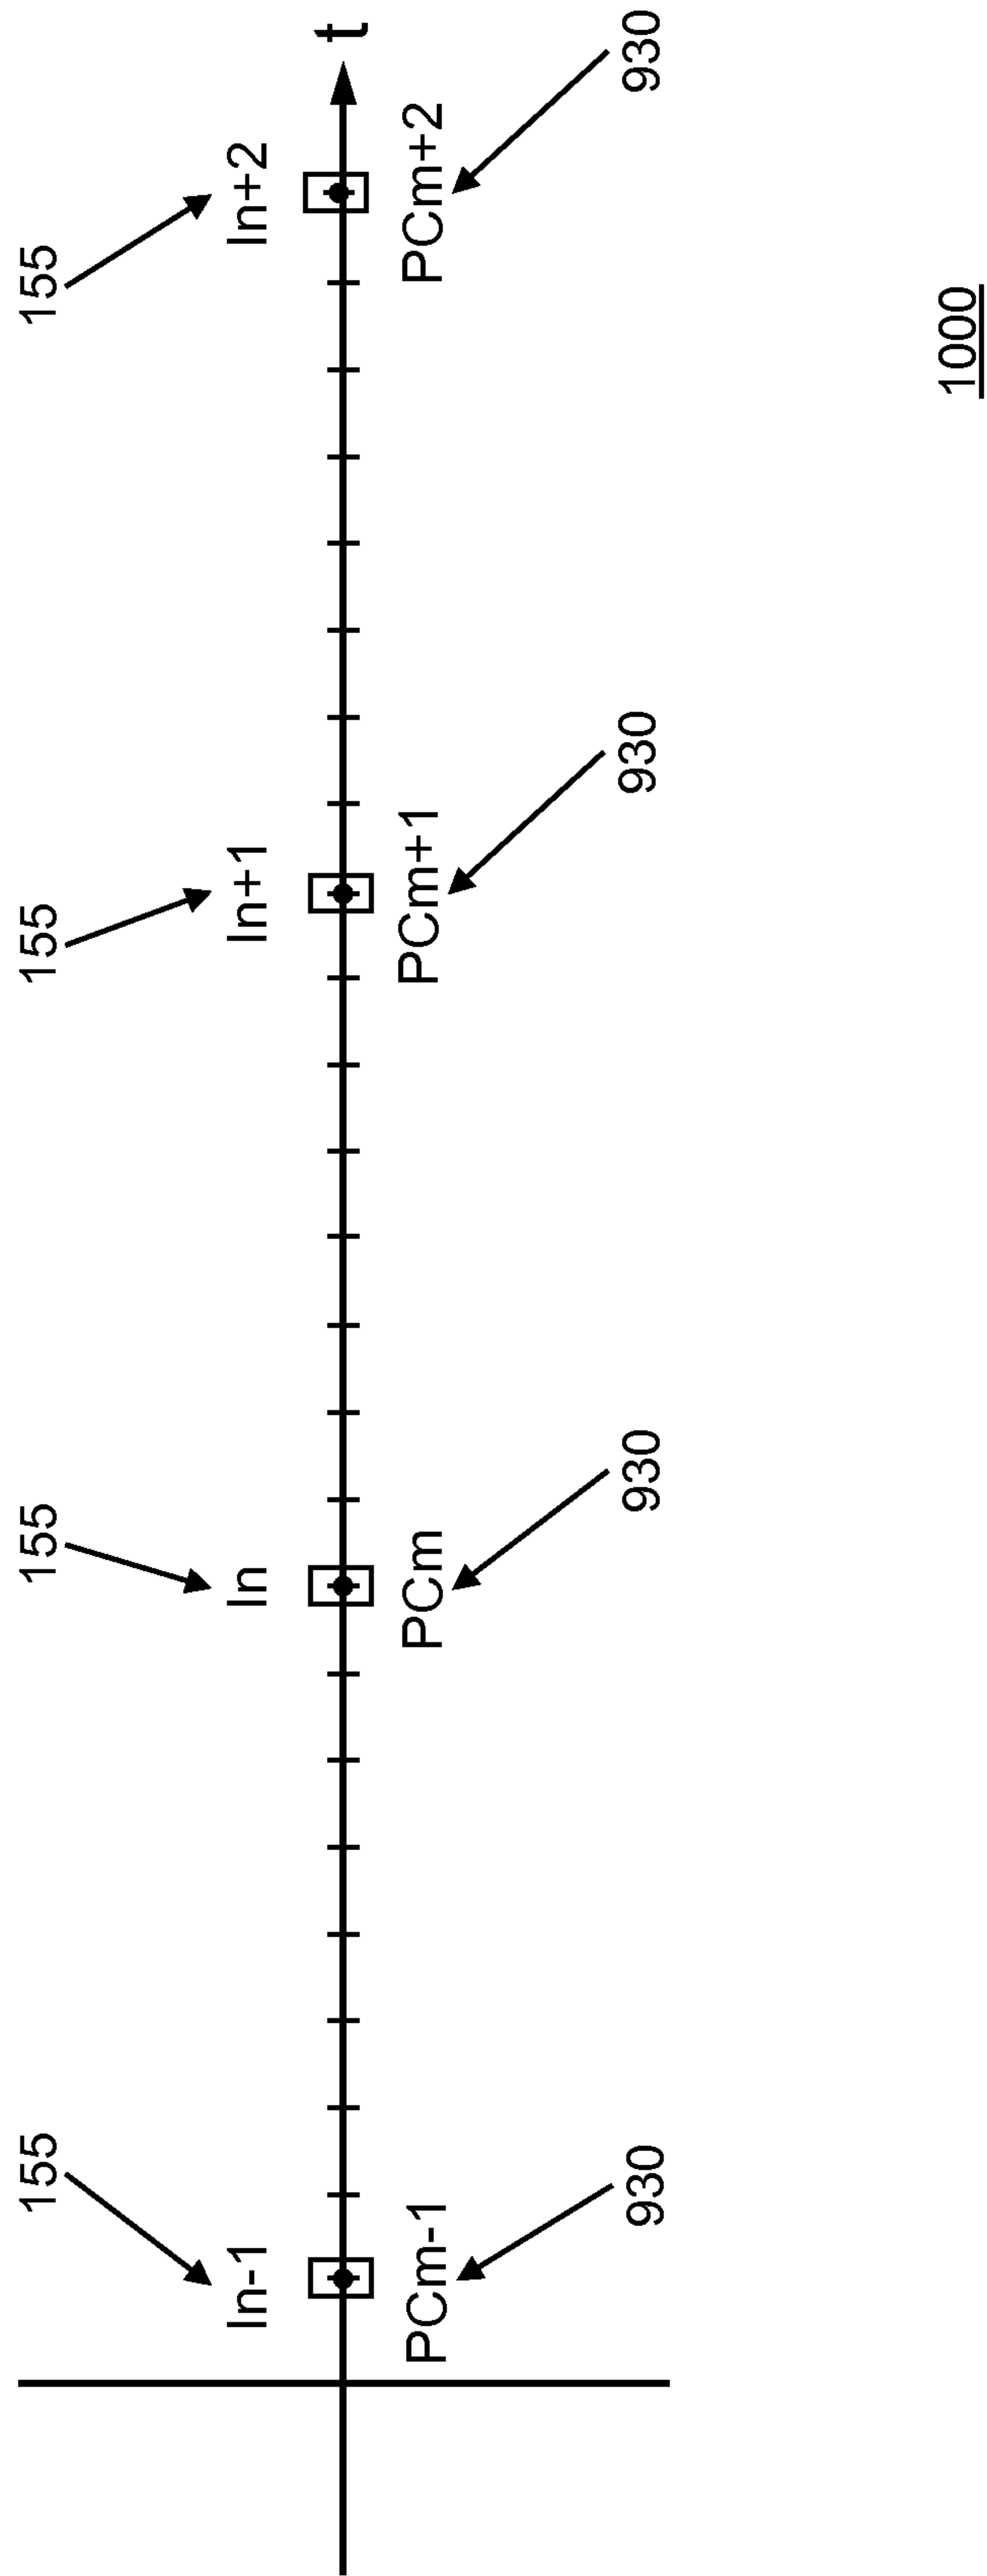 155 155 155 155
In-1 In In+1 In+2
t
PCm-1 PCm PCm+1 PCm+2
930 930 930 930
1000